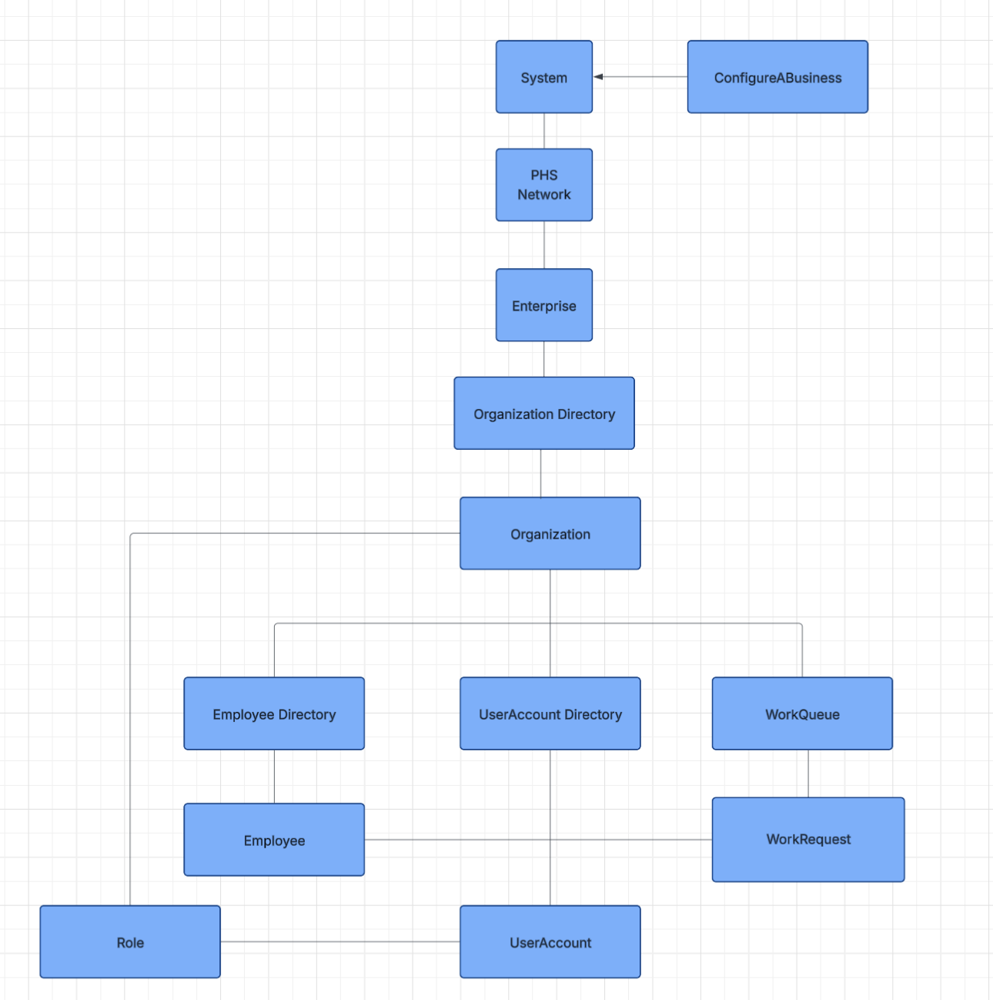 System
ConfigureABusiness
PHS
Network
Enterprise
Organization Directory
Organization
Employee Directory
UserAccount Directory
WorkQueue
Employee
WorkRequest
Role
UserAccount